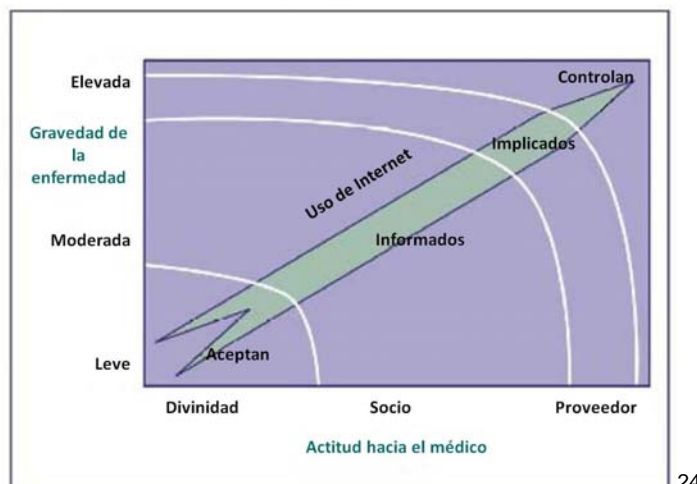 Elevada
Controlan
Gravedad de
la
enfermedad
Implicados
Uso de Internet
Moderada
Informados
Leve
Aceptan
Divinidad
Socio
Proveedor
Actitud hacia el médico
24